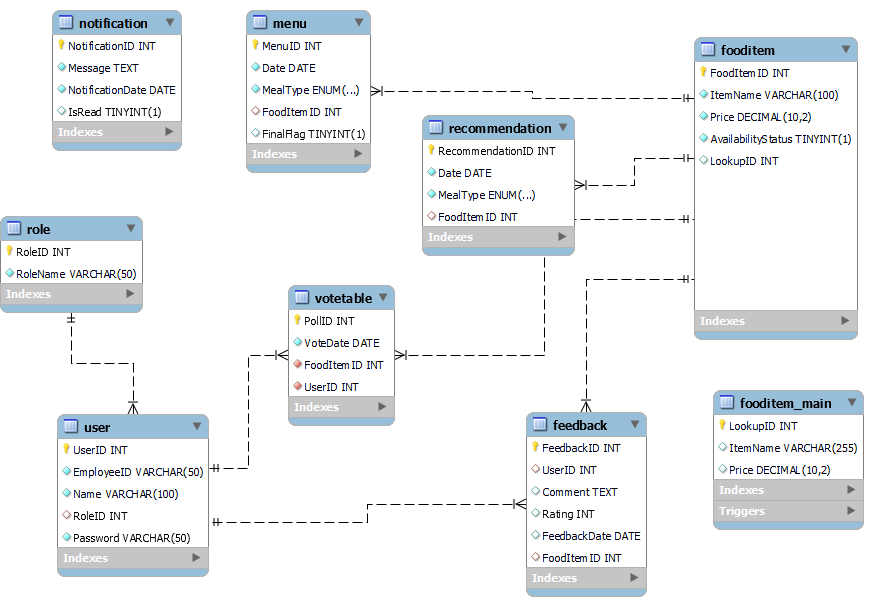 notification
NotificationID INT
Message TEXT
NotificationDate DATE
IsRead TINYINT(1)
Indexes
menu
MenuID INT
Date DATE
MealType ENUM(...)
FoodItemID INT
FinalFlag TINYINT(1)
Indexes
fooditem
FoodItemID INT
ItemName VARCHAR(100)
Price DECIMAL(10,2)
AvailabilityStatus TINYINT(1)
LookupID INT
Indexes
recommendation
RecommendationID INT
Date DATE
MealType ENUM(...)
FoodItemID INT
Indexes
role
RoleID INT
RoleName VARCHAR(50)
Indexes
votetable
PollID INT
VoteDate DATE
FoodItemID INT
UserID INT
Indexes
user
UserID INT
EmployeeID VARCHAR(50)
Name VARCHAR(100)
RoleID INT
Password VARCHAR(50)
Indexes
feedback
FeedbackID INT
UserID INT
Comment TEXT
Rating INT
FeedbackDate DATE
FoodItemID INT
Indexes
fooditem_main
LookupID INT
ItemName VARCHAR(255)
Price DECIMAL(10,2)
Indexes
Triggers